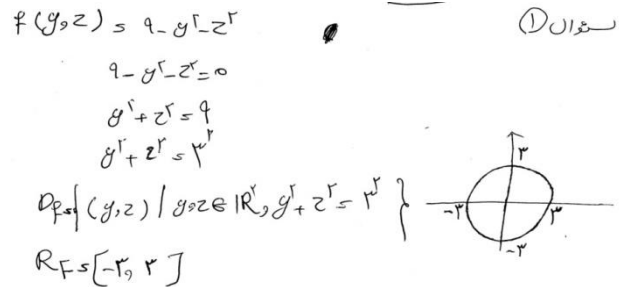 سوال ①
f(y,z) = ۹ - y² - z²
۹ - y² - z² = ۰
y² + z² = ۹
y² + z² = ۳²
D_f = { (y,z) | y,z ∈ ℝ², y² + z² = ۳² }
R_F = [-۳, ۳]
۳
-۳
۳
-۳